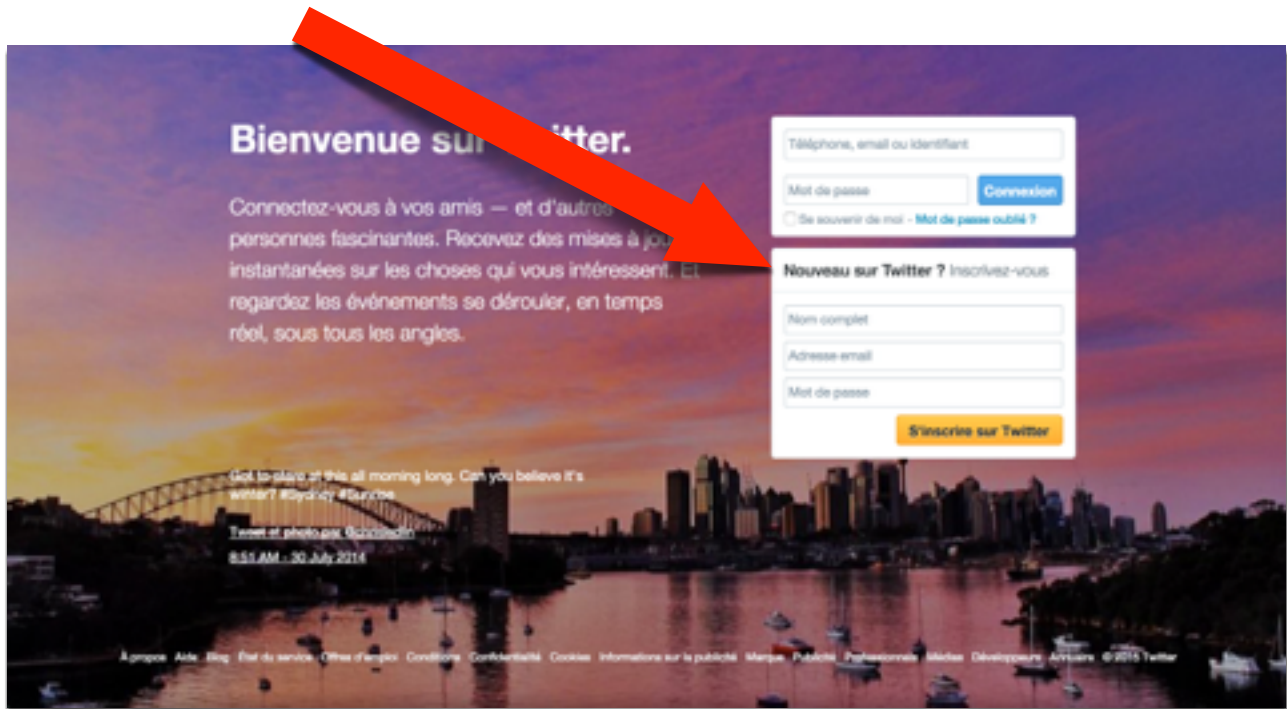 Bienvenue sur Twitter.
Connectez-vous à vos amis — et d'autres
personnes fascinantes. Recevez des mises à jour
instantanées sur les choses qui vous intéressent. Et
regardez les événements se dérouler, en temps
réel, sous tous les angles.
Got to stare at this all morning long. Can you believe it's
winter? #Sydney #Sunrise
Tweet et photo par
8:51 AM - 30 July 2014
Téléphone, email ou identifiant
Mot de passe
Connexion
Se souvenir de moi - Mot de passe oublié ?
Nouveau sur Twitter ? Inscrivez-vous
Nom complet
Adresse email
Mot de passe
S'inscrire sur Twitter
À propos Aide Blog État du service Offres d'emploi Conditions Confidentialité Cookies Informations sur la publicité Marque Publicité Professionnels Médias Développeurs Annuaire © 2015 Twitter